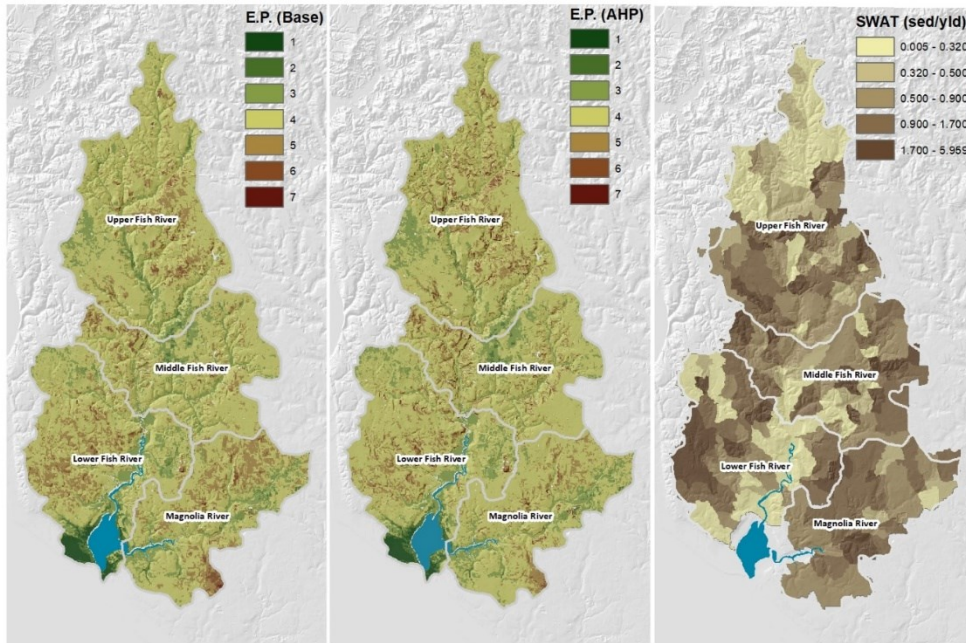 E.P. (Base)
1
2
3
4
5
6
7
Upper Fish River
Middle Fish River
Lower Fish River
Magnolia River
E.P. (AHP)
1
2
3
4
5
6
7
Upper Fish River
Middle Fish River
Lower Fish River
Magnolia River
SWAT (sed/yld)
0.005 - 0.320
0.320 - 0.500
0.500 - 0.900
0.900 - 1.700
1.700 - 5.959
Upper Fish River
Middle Fish River
Lower Fish River
Magnolia River